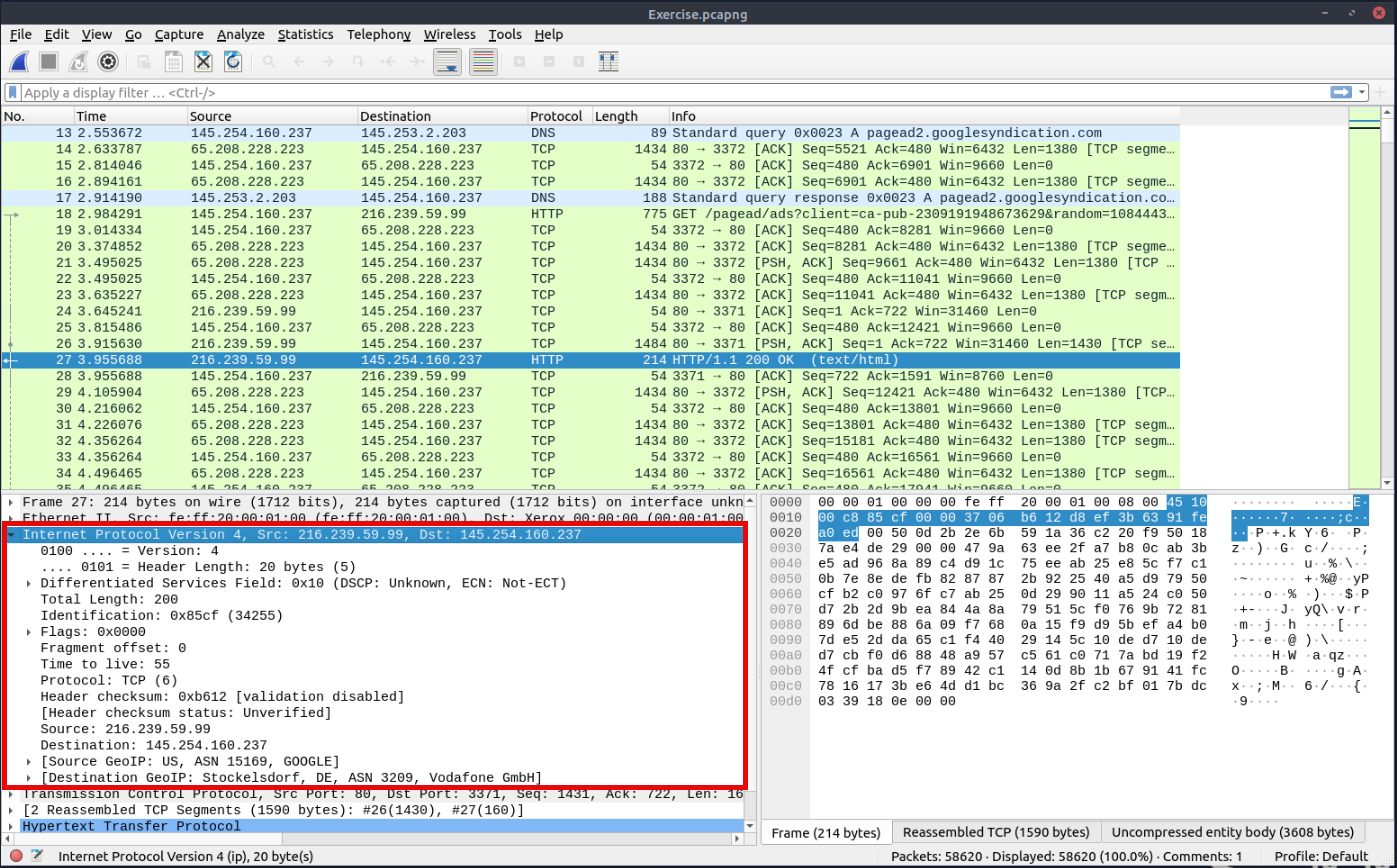 Exercise.pcapng
File Edit View Go Capture Analyze Statistics Telephony Wireless Tools Help
Apply a display filter … <Ctrl-/>
No. Time Source Destination Protocol Length Info
13 2.553672 145.254.160.237 145.253.2.203 DNS 89 Standard query 0x0023 A pagead2.googlesyndication.com
14 2.633787 65.208.228.223 145.254.160.237 TCP 1434 80 → 3372 [ACK] Seq=5521 Ack=480 Win=6432 Len=1380 [TCP segme…
15 2.814046 145.254.160.237 65.208.228.223 TCP 54 3372 → 80 [ACK] Seq=480 Ack=6901 Win=9660 Len=0
16 2.894161 65.208.228.223 145.254.160.237 TCP 1434 80 → 3372 [ACK] Seq=6901 Ack=480 Win=6432 Len=1380 [TCP segme…
17 2.914190 145.253.2.203 145.254.160.237 DNS 188 Standard query response 0x0023 A pagead2.googlesyndication.co…
18 2.984291 145.254.160.237 216.239.59.99 HTTP 775 GET /pagead/ads?client=ca-pub-2309191948673629&random=1084443…
19 3.014334 145.254.160.237 65.208.228.223 TCP 54 3372 → 80 [ACK] Seq=480 Ack=8281 Win=9660 Len=0
20 3.374852 65.208.228.223 145.254.160.237 TCP 1434 80 → 3372 [ACK] Seq=8281 Ack=480 Win=6432 Len=1380 [TCP segme…
21 3.495025 65.208.228.223 145.254.160.237 TCP 1434 80 → 3372 [PSH, ACK] Seq=9661 Ack=480 Win=6432 Len=1380 [TCP …
22 3.495025 145.254.160.237 65.208.228.223 TCP 54 3372 → 80 [ACK] Seq=480 Ack=11041 Win=9660 Len=0
23 3.635227 65.208.228.223 145.254.160.237 TCP 1434 80 → 3372 [ACK] Seq=11041 Ack=480 Win=6432 Len=1380 [TCP segm…
24 3.645241 216.239.59.99 145.254.160.237 TCP 54 80 → 3371 [ACK] Seq=1 Ack=722 Win=31460 Len=0
25 3.815486 145.254.160.237 65.208.228.223 TCP 54 3372 → 80 [ACK] Seq=480 Ack=12421 Win=9660 Len=0
26 3.915630 216.239.59.99 145.254.160.237 TCP 1484 80 → 3371 [PSH, ACK] Seq=1 Ack=722 Win=31460 Len=1430 [TCP se…
27 3.955688 216.239.59.99 145.254.160.237 HTTP 214 HTTP/1.1 200 OK (text/html)
28 3.955688 145.254.160.237 216.239.59.99 TCP 54 3371 → 80 [ACK] Seq=722 Ack=1591 Win=8760 Len=0
29 4.105904 65.208.228.223 145.254.160.237 TCP 1434 80 → 3372 [PSH, ACK] Seq=12421 Ack=480 Win=6432 Len=1380 [TCP…
30 4.216062 145.254.160.237 65.208.228.223 TCP 54 3372 → 80 [ACK] Seq=480 Ack=13801 Win=9660 Len=0
31 4.226076 65.208.228.223 145.254.160.237 TCP 1434 80 → 3372 [ACK] Seq=13801 Ack=480 Win=6432 Len=1380 [TCP segm…
32 4.356264 65.208.228.223 145.254.160.237 TCP 1434 80 → 3372 [ACK] Seq=15181 Ack=480 Win=6432 Len=1380 [TCP segm…
33 4.356264 145.254.160.237 65.208.228.223 TCP 54 3372 → 80 [ACK] Seq=480 Ack=16561 Win=9660 Len=0
34 4.496465 65.208.228.223 145.254.160.237 TCP 1434 80 → 3372 [ACK] Seq=16561 Ack=480 Win=6432 Len=1380 [TCP segm…
35 4.496465 145.254.160.237 65.208.228.223 TCP 54 3372 → 80 [ACK] Seq=480 Ack=17941 Win=9660 Len=0
Frame 27: 214 bytes on wire (1712 bits), 214 bytes captured (1712 bits) on interface unkn
Ethernet II, Src: fe:ff:20:00:01:00 (fe:ff:20:00:01:00), Dst: Xerox_00:00:00 (00:00:01:00
Internet Protocol Version 4, Src: 216.239.59.99, Dst: 145.254.160.237
0100 .... = Version: 4
.... 0101 = Header Length: 20 bytes (5)
Differentiated Services Field: 0x10 (DSCP: Unknown, ECN: Not-ECT)
Total Length: 200
Identification: 0x85cf (34255)
Flags: 0x0000
Fragment offset: 0
Time to live: 55
Protocol: TCP (6)
Header checksum: 0xb612 [validation disabled]
[Header checksum status: Unverified]
Source: 216.239.59.99
Destination: 145.254.160.237
[Source GeoIP: US, ASN 15169, GOOGLE]
[Destination GeoIP: Stockelsdorf, DE, ASN 3209, Vodafone GmbH]
Transmission Control Protocol, Src Port: 80, Dst Port: 3371, Seq: 1431, Ack: 722, Len: 16
[2 Reassembled TCP Segments (1590 bytes): #26(1430), #27(160)]
Hypertext Transfer Protocol
0000 00 00 01 00 00 00 fe ff 20 00 01 00 08 00 45 10 ········ ·····E·
0010 00 c8 85 cf 00 00 37 06 b6 12 d8 ef 3b 63 91 fe ······7· ····;c··
0020 a0 ed 00 50 0d 2b 2e 6b 59 1a 36 c2 20 f9 50 18 ···P·+.k Y·6· ·P·
0030 7a e4 de 29 00 00 47 9a 63 ee 2f a7 b8 0c ab 3b z··)··G· c·/····;
0040 e5 ad 96 8a 89 c4 d9 1c 75 ee ab 25 e8 5c f7 c1 ········ u··%·\··
0050 0b 7e 8e de fb 82 87 87 2b 92 25 40 a5 d9 79 50 ·~······ +·%@··yP
0060 cf b2 c0 97 6f c7 ab 25 0d 29 90 11 a5 24 c0 50 ····o··% ·)···$·P
0070 d7 2b 2d 9b ea 84 4a 8a 79 51 5c f0 76 9b 72 81 ·+-···J· yQ\·v·r·
0080 89 6d be 88 6a 09 f7 68 0a 15 f9 d9 5b ef a4 b0 ·m··j··h ····[···
0090 7d e5 2d da 65 c1 f4 40 29 14 5c 10 de d7 10 de }·-·e··@ )·\·····
00a0 d7 cb f0 d6 88 48 a9 57 c5 61 c0 71 7a bd 19 f2 ·····H·W ·a·qz···
00b0 4f cf ba d5 f7 89 42 c1 14 0d 8b 1b 67 91 41 fc O·····B· ····g·A·
00c0 78 16 17 3b e6 4d d1 bc 36 9a 2f c2 bf 01 7b dc x··;·M·· 6·/···{·
00d0 03 39 18 0e 00 00 ·9····
Frame (214 bytes) Reassembled TCP (1590 bytes) Uncompressed entity body (3608 bytes)
Internet Protocol Version 4 (ip), 20 byte(s) Packets: 58620 · Displayed: 58620 (100.0%) · Comments: 1 Profile: Default